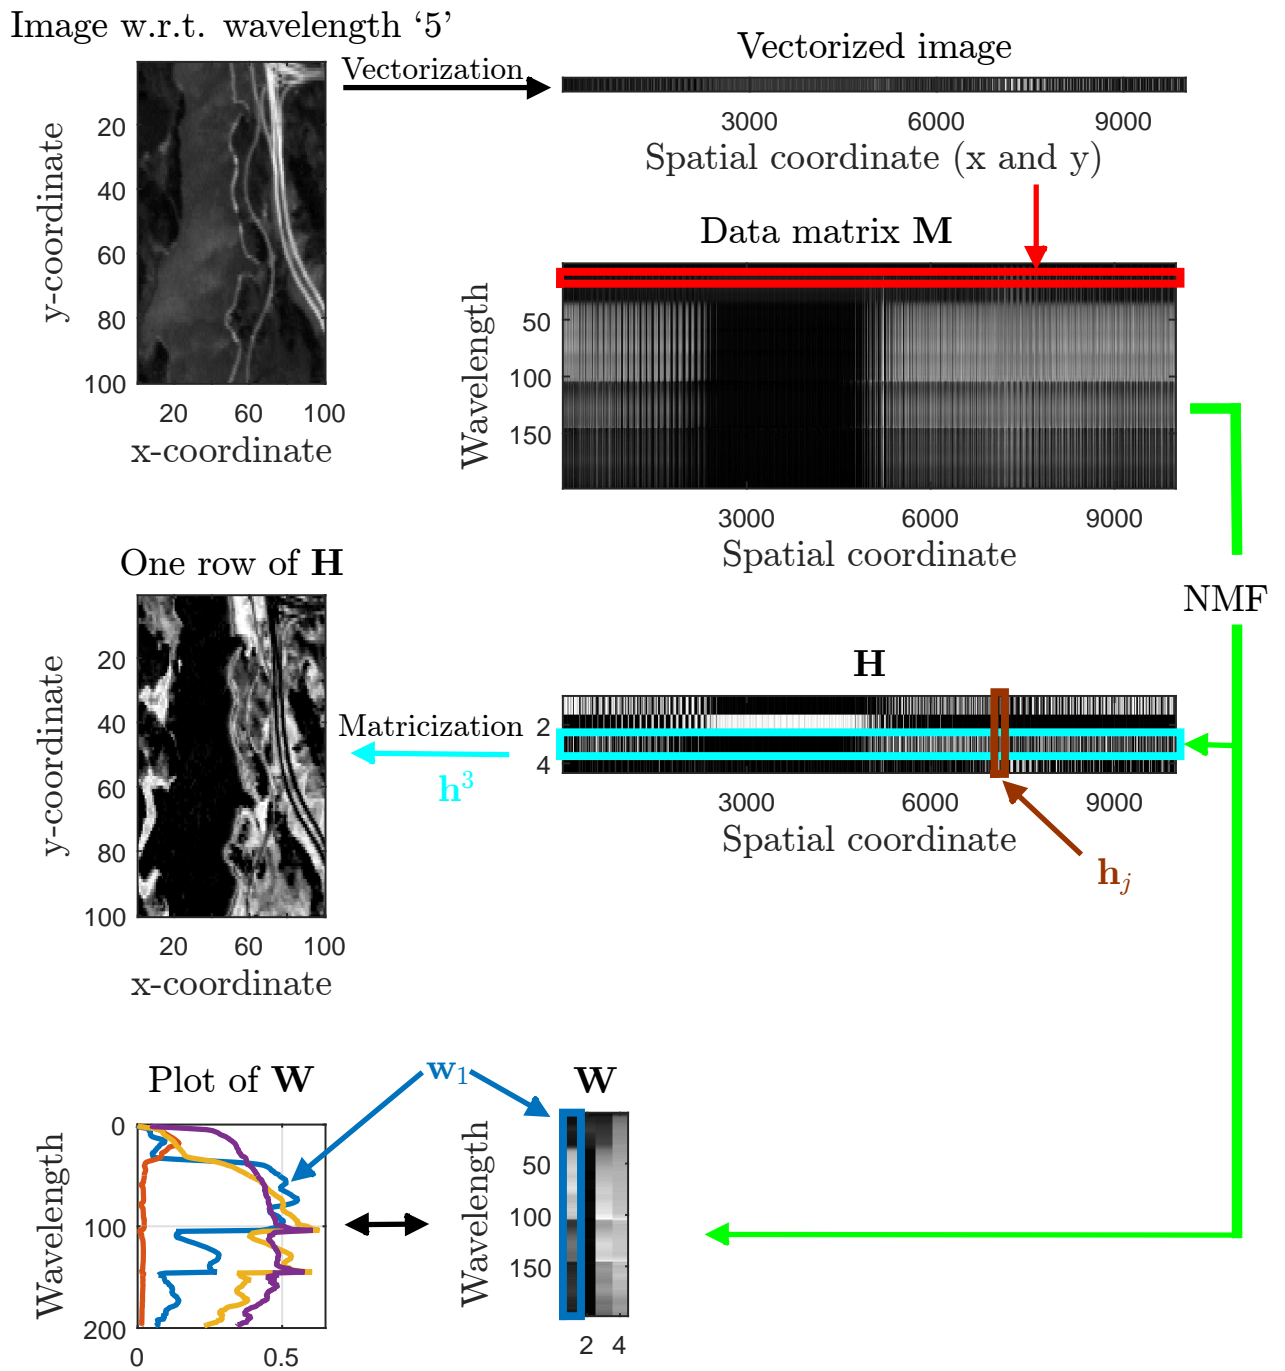 Image w.r.t. wavelength ‘5’
20
40
60
80
100
y-coordinate
20 60 100
x-coordinate
Vectorization
Vectorized image
3000 6000 9000
Spatial coordinate (x and y)
Data matrix M
50
100
150
Wavelength
3000 6000 9000
Spatial coordinate
NMF
One row of H
20
40
60
80
100
y-coordinate
20 60 100
x-coordinate
Matricization
h³
H
2
4
3000 6000 9000
Spatial coordinate
hⱼ
Plot of W
w₁
0
100
200
Wavelength
0 0.5
W
50
100
150
Wavelength
2 4